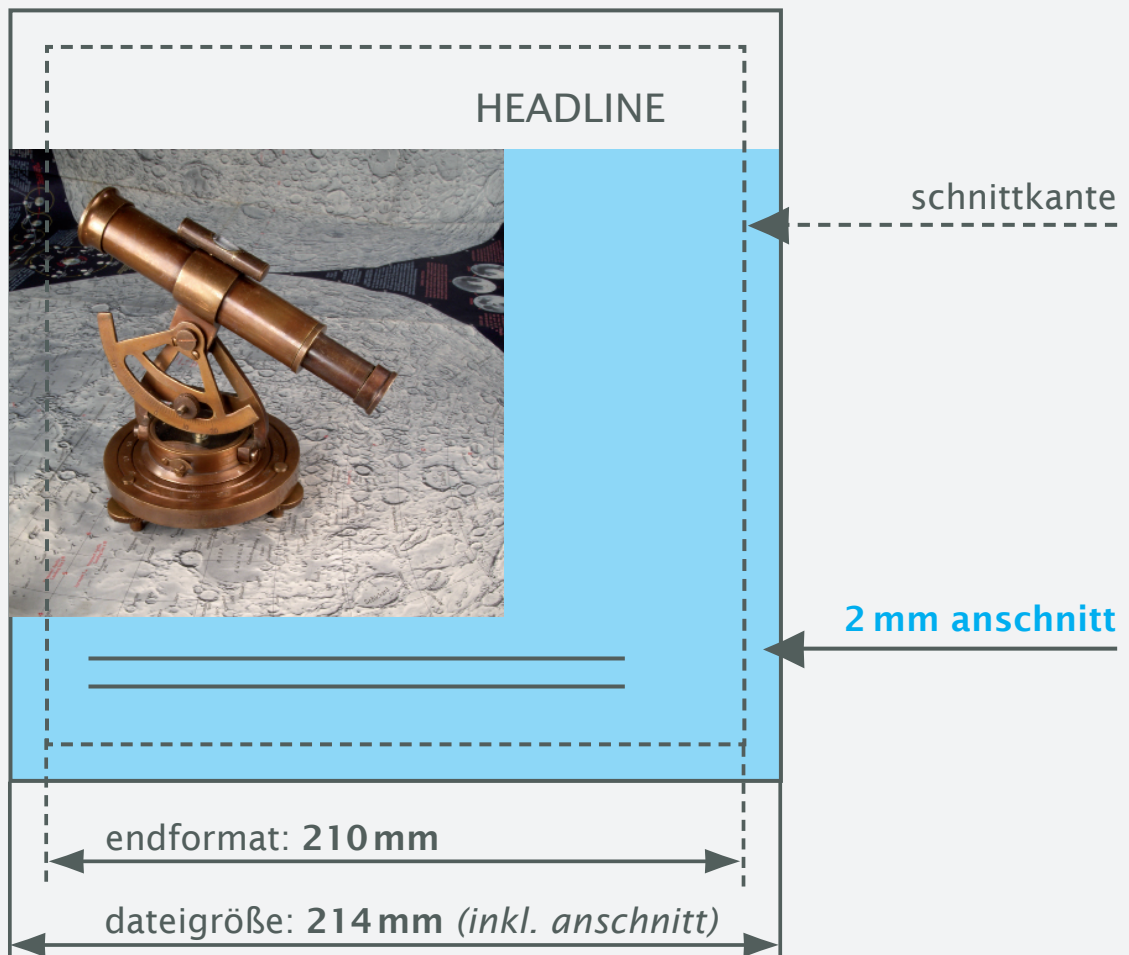 HEADLINE
schnittkante
2 mm anschnitt
endformat: 210 mm
dateigröße: 214 mm (inkl. anschnitt)